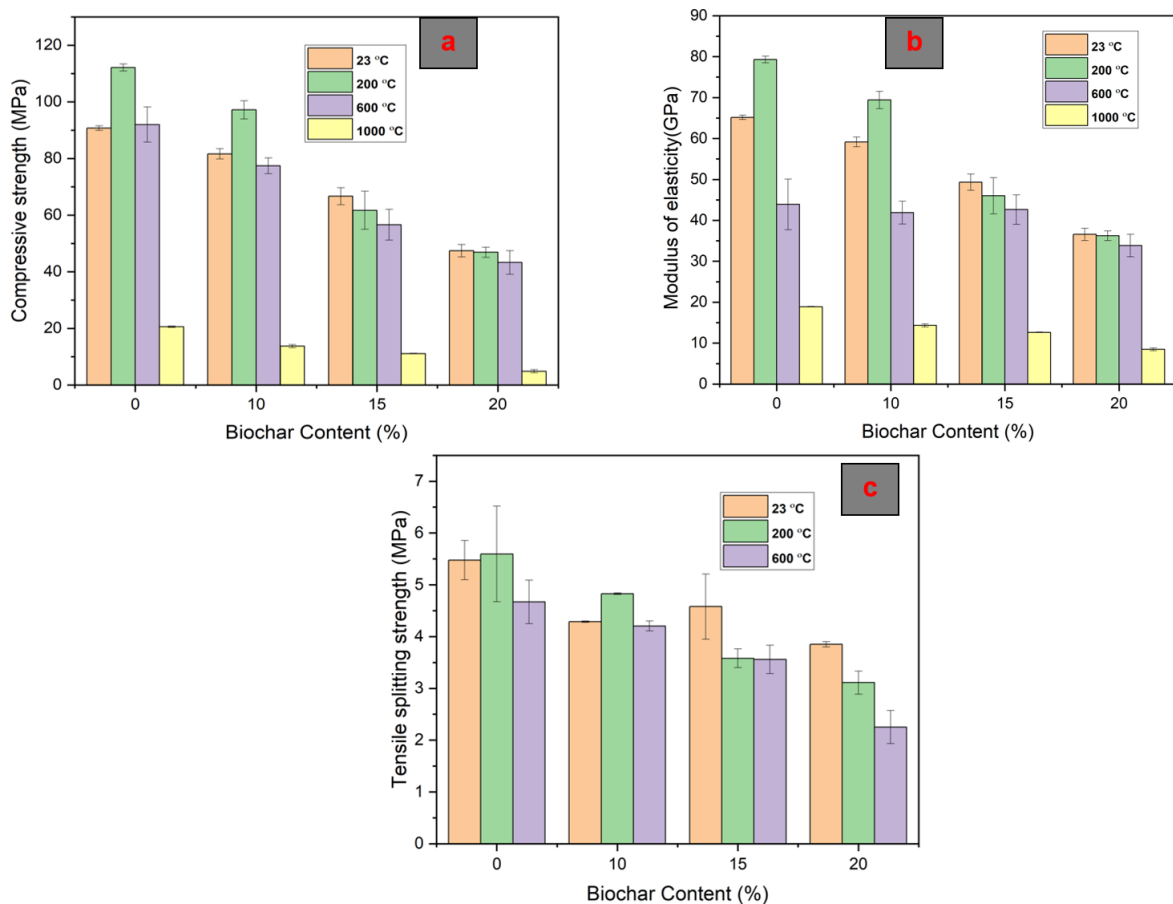 a
Compressive strength (MPa)
120
100
80
60
40
20
0
23 °C
200 °C
600 °C
1000 °C
0 10 15 20
Biochar Content (%)
b
Modulus of elasticity(GPa)
90
80
70
60
50
40
30
20
10
0
23 °C
200 °C
600 °C
1000 °C
0 10 15 20
Biochar Content (%)
c
Tensile splitting strength (MPa)
7
6
5
4
3
2
1
0
23 °C
200 °C
600 °C
0 10 15 20
Biochar Content (%)